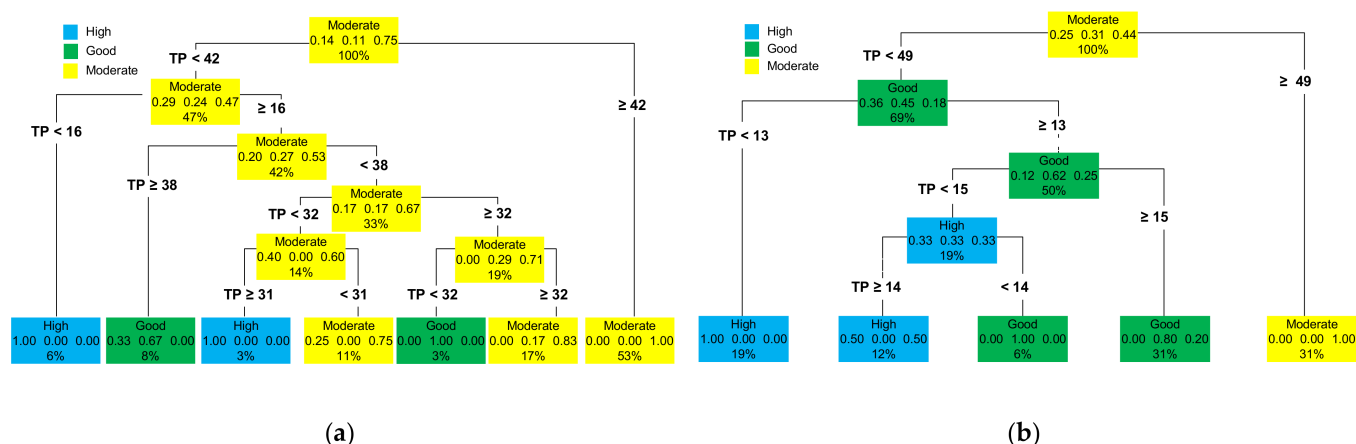 High
Good
Moderate
Moderate
0.14 0.11 0.75
100%
TP < 42
≥ 42
Moderate
0.29 0.24 0.47
47%
TP < 16
≥ 16
Moderate
0.20 0.27 0.53
42%
TP ≥ 38
< 38
Moderate
0.17 0.17 0.67
33%
TP < 32
≥ 32
Moderate
0.40 0.00 0.60
14%
Moderate
0.00 0.29 0.71
19%
TP ≥ 31
< 31
TP < 32
≥ 32
High
1.00 0.00 0.00
6%
Good
0.33 0.67 0.00
8%
High
1.00 0.00 0.00
3%
Moderate
0.25 0.00 0.75
11%
Good
0.00 1.00 0.00
3%
Moderate
0.00 0.17 0.83
17%
Moderate
0.00 0.00 1.00
53%
(a)
High
Good
Moderate
Moderate
0.25 0.31 0.44
100%
TP < 49
≥ 49
Good
0.36 0.45 0.18
69%
TP < 13
≥ 13
Good
0.12 0.62 0.25
50%
TP < 15
≥ 15
High
0.33 0.33 0.33
19%
TP ≥ 14
< 14
High
1.00 0.00 0.00
19%
High
0.50 0.00 0.50
12%
Good
0.00 1.00 0.00
6%
Good
0.00 0.80 0.20
31%
Moderate
0.00 0.00 1.00
31%
(b)